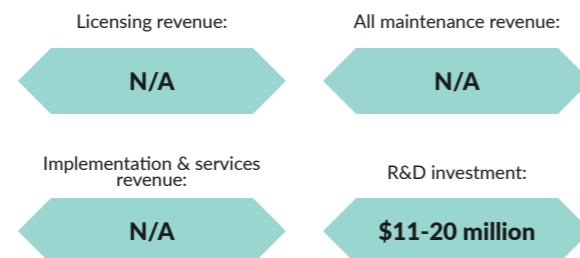 Licensing revenue:
All maintenance revenue:
N/A
N/A
Implementation & services
revenue:
R&D investment:
N/A
$11-20 million